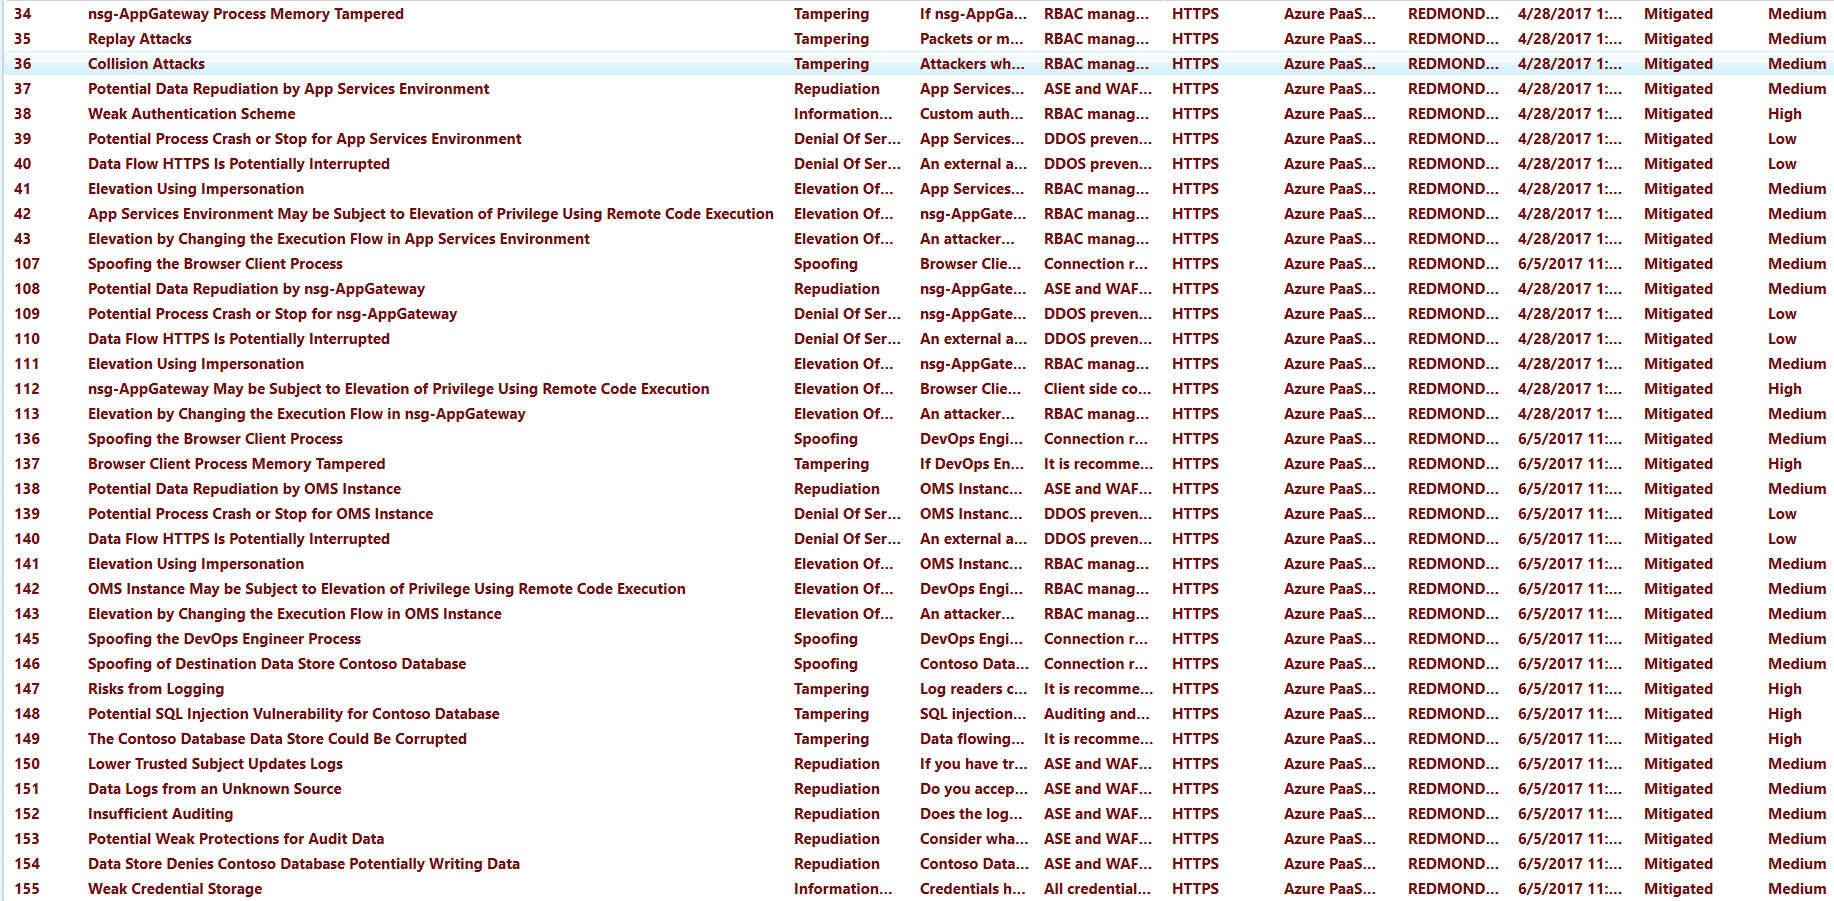 34 nsg-AppGateway Process Memory Tampered Tampering If nsg-AppGa... RBAC manag... HTTPS Azure PaaS... REDMOND... 4/28/2017 1:... Mitigated Medium
35 Replay Attacks Tampering Packets or m... RBAC manag... HTTPS Azure PaaS... REDMOND... 4/28/2017 1:... Mitigated Medium
36 Collision Attacks Tampering Attackers wh... RBAC manag... HTTPS Azure PaaS... REDMOND... 4/28/2017 1:... Mitigated Medium
37 Potential Data Repudiation by App Services Environment Repudiation App Services... ASE and WAF... HTTPS Azure PaaS... REDMOND... 4/28/2017 1:... Mitigated Medium
38 Weak Authentication Scheme Information... Custom auth... RBAC manag... HTTPS Azure PaaS... REDMOND... 4/28/2017 1:... Mitigated High
39 Potential Process Crash or Stop for App Services Environment Denial Of Ser... App Services... DDOS preven... HTTPS Azure PaaS... REDMOND... 4/28/2017 1:... Mitigated Low
40 Data Flow HTTPS Is Potentially Interrupted Denial Of Ser... An external a... DDOS preven... HTTPS Azure PaaS... REDMOND... 4/28/2017 1:... Mitigated Low
41 Elevation Using Impersonation Elevation Of... App Services... RBAC manag... HTTPS Azure PaaS... REDMOND... 4/28/2017 1:... Mitigated Medium
42 App Services Environment May be Subject to Elevation of Privilege Using Remote Code Execution Elevation Of... nsg-AppGate... RBAC manag... HTTPS Azure PaaS... REDMOND... 4/28/2017 1:... Mitigated Medium
43 Elevation by Changing the Execution Flow in App Services Environment Elevation Of... An attacker... RBAC manag... HTTPS Azure PaaS... REDMOND... 4/28/2017 1:... Mitigated Medium
107 Spoofing the Browser Client Process Spoofing Browser Clie... Connection r... HTTPS Azure PaaS... REDMOND... 6/5/2017 11:... Mitigated Medium
108 Potential Data Repudiation by nsg-AppGateway Repudiation nsg-AppGate... ASE and WAF... HTTPS Azure PaaS... REDMOND... 4/28/2017 1:... Mitigated Medium
109 Potential Process Crash or Stop for nsg-AppGateway Denial Of Ser... nsg-AppGate... DDOS preven... HTTPS Azure PaaS... REDMOND... 4/28/2017 1:... Mitigated Low
110 Data Flow HTTPS Is Potentially Interrupted Denial Of Ser... An external a... DDOS preven... HTTPS Azure PaaS... REDMOND... 4/28/2017 1:... Mitigated Low
111 Elevation Using Impersonation Elevation Of... nsg-AppGate... RBAC manag... HTTPS Azure PaaS... REDMOND... 4/28/2017 1:... Mitigated Medium
112 nsg-AppGateway May be Subject to Elevation of Privilege Using Remote Code Execution Elevation Of... Browser Clie... Client side co... HTTPS Azure PaaS... REDMOND... 4/28/2017 1:... Mitigated High
113 Elevation by Changing the Execution Flow in nsg-AppGateway Elevation Of... An attacker... RBAC manag... HTTPS Azure PaaS... REDMOND... 4/28/2017 1:... Mitigated Medium
136 Spoofing the Browser Client Process Spoofing DevOps Engi... Connection r... HTTPS Azure PaaS... REDMOND... 6/5/2017 11:... Mitigated Medium
137 Browser Client Process Memory Tampered Tampering If DevOps En... It is recomme... HTTPS Azure PaaS... REDMOND... 6/5/2017 11:... Mitigated High
138 Potential Data Repudiation by OMS Instance Repudiation OMS Instanc... ASE and WAF... HTTPS Azure PaaS... REDMOND... 6/5/2017 11:... Mitigated Medium
139 Potential Process Crash or Stop for OMS Instance Denial Of Ser... OMS Instanc... DDOS preven... HTTPS Azure PaaS... REDMOND... 6/5/2017 11:... Mitigated Low
140 Data Flow HTTPS Is Potentially Interrupted Denial Of Ser... An external a... DDOS preven... HTTPS Azure PaaS... REDMOND... 6/5/2017 11:... Mitigated Low
141 Elevation Using Impersonation Elevation Of... OMS Instanc... RBAC manag... HTTPS Azure PaaS... REDMOND... 6/5/2017 11:... Mitigated Medium
142 OMS Instance May be Subject to Elevation of Privilege Using Remote Code Execution Elevation Of... DevOps Engi... RBAC manag... HTTPS Azure PaaS... REDMOND... 6/5/2017 11:... Mitigated Medium
143 Elevation by Changing the Execution Flow in OMS Instance Elevation Of... An attacker... RBAC manag... HTTPS Azure PaaS... REDMOND... 6/5/2017 11:... Mitigated Medium
145 Spoofing the DevOps Engineer Process Spoofing DevOps Engi... Connection r... HTTPS Azure PaaS... REDMOND... 6/5/2017 11:... Mitigated Medium
146 Spoofing of Destination Data Store Contoso Database Spoofing Contoso Data... Connection r... HTTPS Azure PaaS... REDMOND... 6/5/2017 11:... Mitigated Medium
147 Risks from Logging Tampering Log readers c... It is recomme... HTTPS Azure PaaS... REDMOND... 6/5/2017 11:... Mitigated High
148 Potential SQL Injection Vulnerability for Contoso Database Tampering SQL injection... Auditing and... HTTPS Azure PaaS... REDMOND... 6/5/2017 11:... Mitigated High
149 The Contoso Database Data Store Could Be Corrupted Tampering Data flowing... It is recomme... HTTPS Azure PaaS... REDMOND... 6/5/2017 11:... Mitigated High
150 Lower Trusted Subject Updates Logs Repudiation If you have tr... ASE and WAF... HTTPS Azure PaaS... REDMOND... 6/5/2017 11:... Mitigated Medium
151 Data Logs from an Unknown Source Repudiation Do you accep... ASE and WAF... HTTPS Azure PaaS... REDMOND... 6/5/2017 11:... Mitigated Medium
152 Insufficient Auditing Repudiation Does the log... ASE and WAF... HTTPS Azure PaaS... REDMOND... 6/5/2017 11:... Mitigated Medium
153 Potential Weak Protections for Audit Data Repudiation Consider wha... ASE and WAF... HTTPS Azure PaaS... REDMOND... 6/5/2017 11:... Mitigated Medium
154 Data Store Denies Contoso Database Potentially Writing Data Repudiation Contoso Data... ASE and WAF... HTTPS Azure PaaS... REDMOND... 6/5/2017 11:... Mitigated Medium
155 Weak Credential Storage Information... Credentials h... All credential... HTTPS Azure PaaS... REDMOND... 6/5/2017 11:... Mitigated Medium